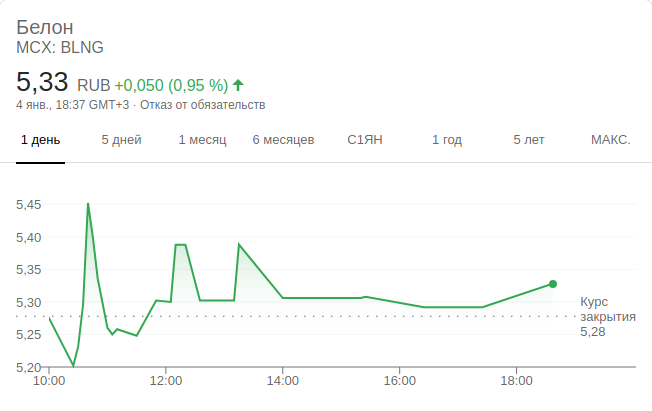 Белон
MCX: BLNG
5,33 RUB +0,050 (0,95 %)
4 янв., 18:37 GMT+3 · Отказ от обязательств
1 день 5 дней 1 месяц 6 месяцев С1ЯН 1 год 5 лет МАКС.
5,45
5,40
5,35
5,30
5,25
5,20
Курс
закрытия
5,28
10:00 12:00 14:00 16:00 18:00